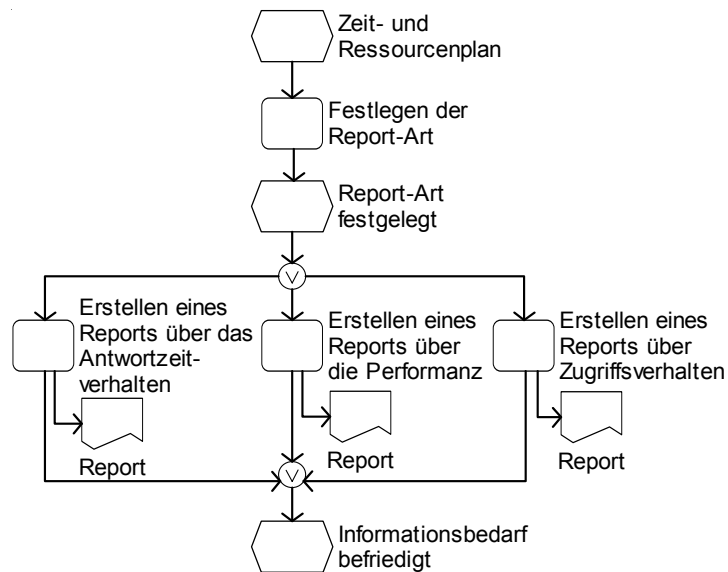 Zeit- und
Ressourcenplan
Festlegen der
Report-Art
Report-Art
festgelegt
V
Erstellen eines
Reports über das
Antwortzeit-
verhalten
Erstellen eines
Reports über
die Performanz
Erstellen eines
Reports über
Zugriffsverhalten
Report
Report
Report
V
Informationsbedarf
befriedigt